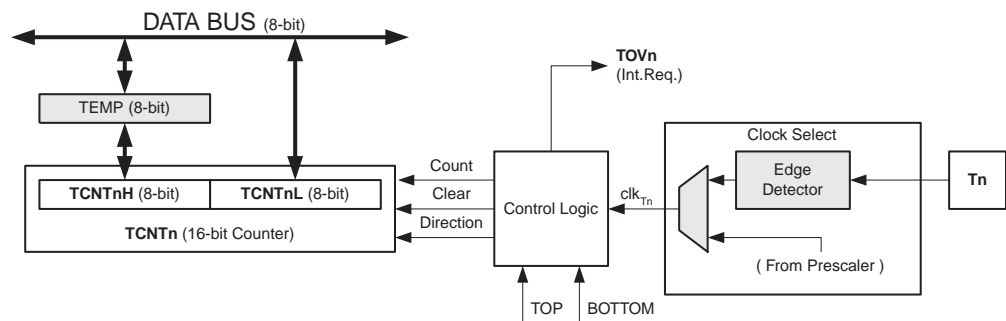 DATA BUS (8-bit)
TOVn
(Int.Req.)
TEMP (8-bit)
Clock Select
Count
TCNTnH (8-bit)
TCNTnL (8-bit)
Clear
Control Logic
clkTn
Edge
Detector
Tn
Direction
TCNTn (16-bit Counter)
( From Prescaler )
TOP
BOTTOM